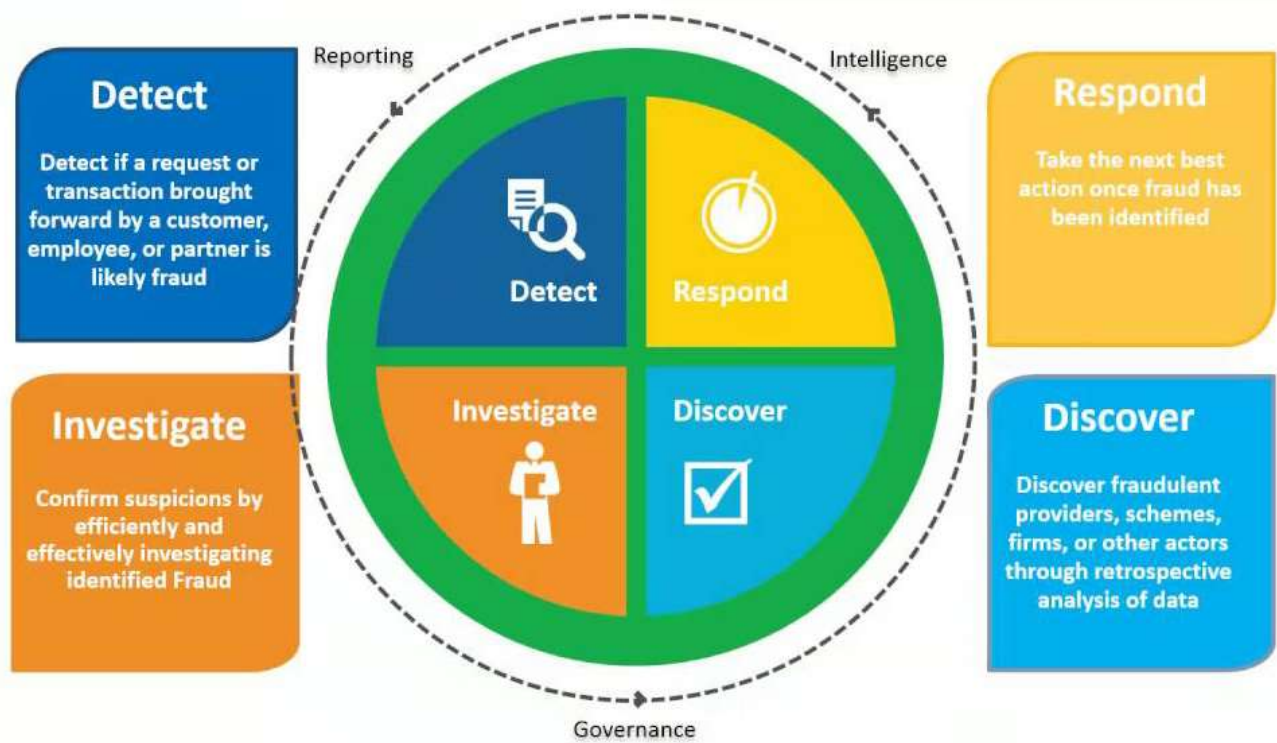 Reporting
Intelligence
Detect
Detect if a request or
transaction brought
forward by a customer,
employee, or partner is
likely fraud
Respond
Take the next best
action once fraud has
been identified
Detect
Respond
Investigate
Discover
Investigate
Confirm suspicions by
efficiently and
effectively investigating
identified Fraud
Discover
Discover fraudulent
providers, schemes,
firms, or other actors
through retrospective
analysis of data
Governance